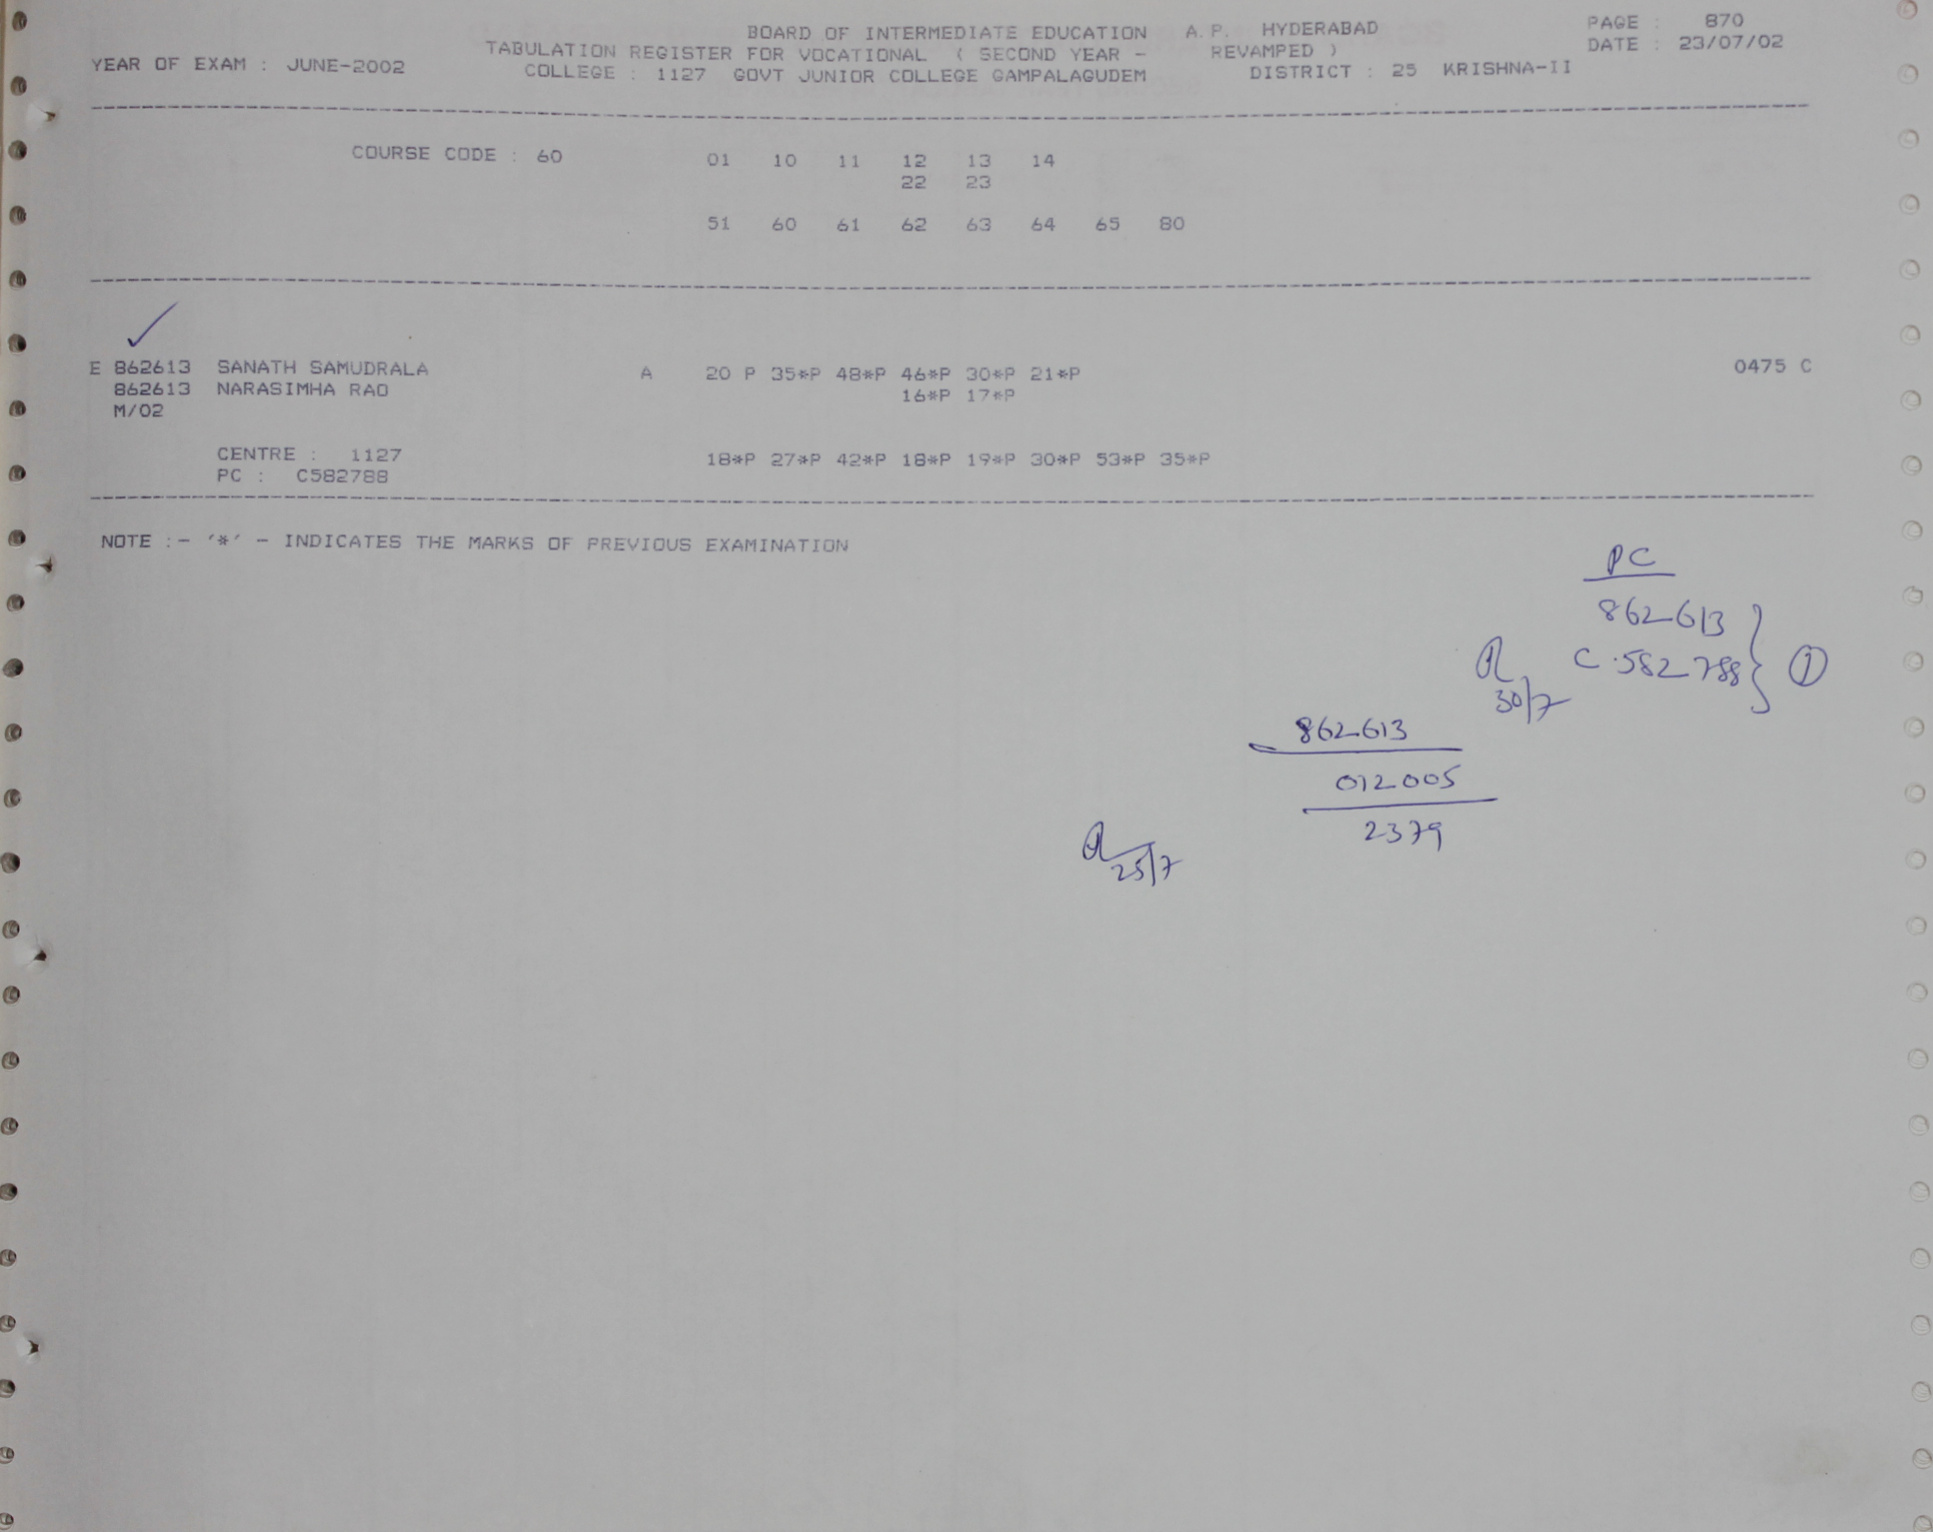 BOARD OF INTERMEDIATE EDUCATION A.P. HYDERABAD PAGE : 870
TABULATION REGISTER FOR VOCATIONAL ( SECOND YEAR - REVAMPED ) DATE : 23/07/02
YEAR OF EXAM : JUNE-2002 COLLEGE : 1127 GOVT JUNIOR COLLEGE GAMPALAGUDEM DISTRICT : 25 KRISHNA-II
COURSE CODE : 60 01 10 11 12 13 14
22 23
51 60 61 62 63 64 65 80
E 862613 SANATH SAMUDRALA A 20 P 35*P 48*P 46*P 30*P 21*P 0475 C
862613 NARASIMHA RAO 16*P 17*P
M/02
CENTRE : 1127 18*P 27*P 42*P 18*P 19*P 30*P 53*P 35*P
PC : C582788
NOTE :- '*' - INDICATES THE MARKS OF PREVIOUS EXAMINATION
PC
862613
C.582788 1
30/7
862613
012005
2379
25/7